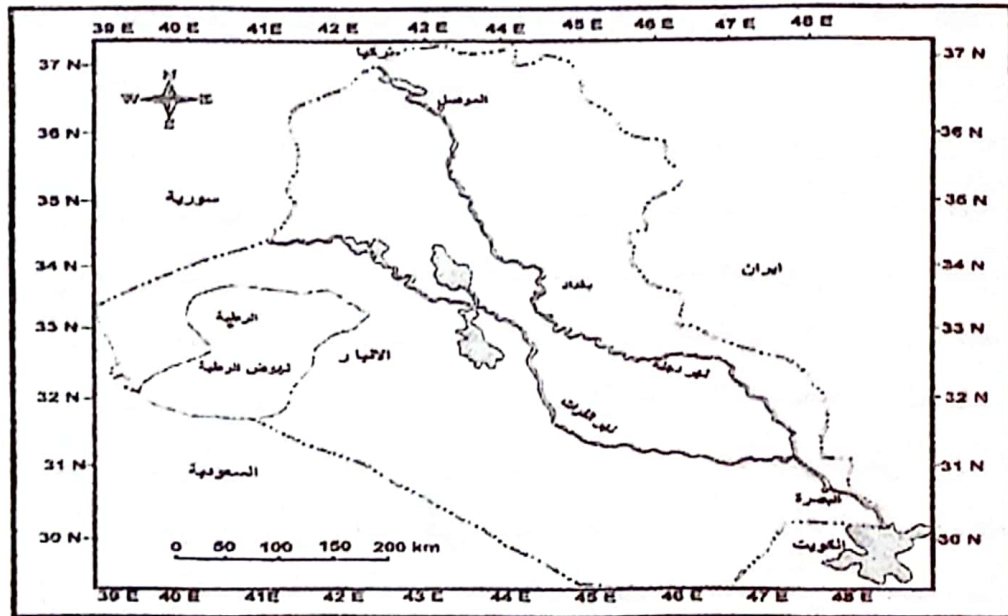 39 E 40 E 41 E 42 E 43 E 44 E 45 E 46 E 47 E 48 E
37 N 37 N
تركيا
N
W E
S
الموصل
36 N 36 N
35 N 35 N
سورية
34 N 34 N
ايران
بغداد
33 N 33 N
الرطبة
الانبار
حوض الرطبة
نهر دجلة
32 N 32 N
نهر الفرات
31 N 31 N
السعودية
البصرة
30 N 30 N
الكويت
0 50 100 150 200 km
39 E 40 E 41 E 42 E 43 E 44 E 45 E 46 E 47 E 48 E